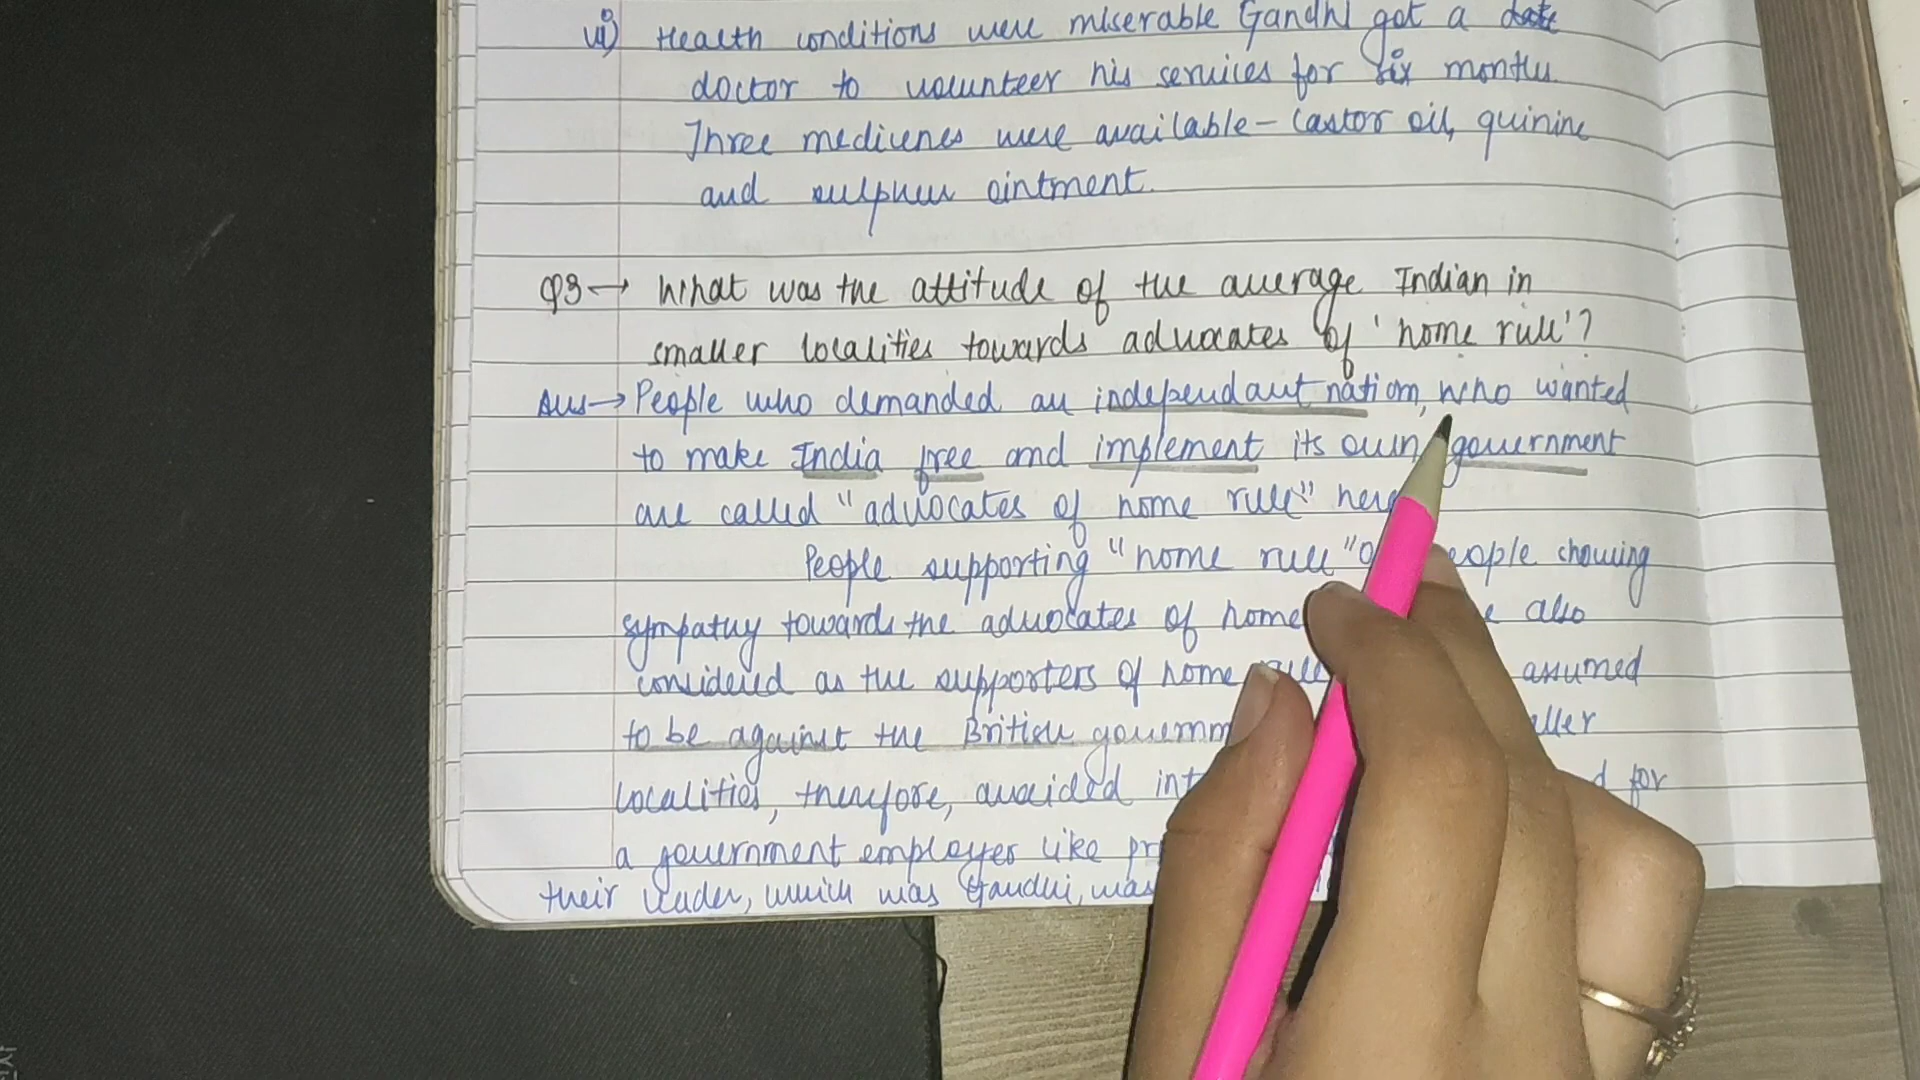 vi) Health conditions were miserable Gandhi got a
doctor to volunteer his services for six months.
Three medicines were available - castor oil, quinine
and sulphur ointment.
Q3→ What was the attitude of the average Indian in
smaller localities towards advocates of 'home rule'?
Ans→ People who demanded an independant nation, who wanted
to make India free and implement its own government
are called "advocates of home rule"
People supporting "home rule" showing
sympathy towards the advocates of home also
considered as the supporters of home assumed
to be against the British
localities, therefore, avoided for
a government employes like
their leader, which was Gandhi, was